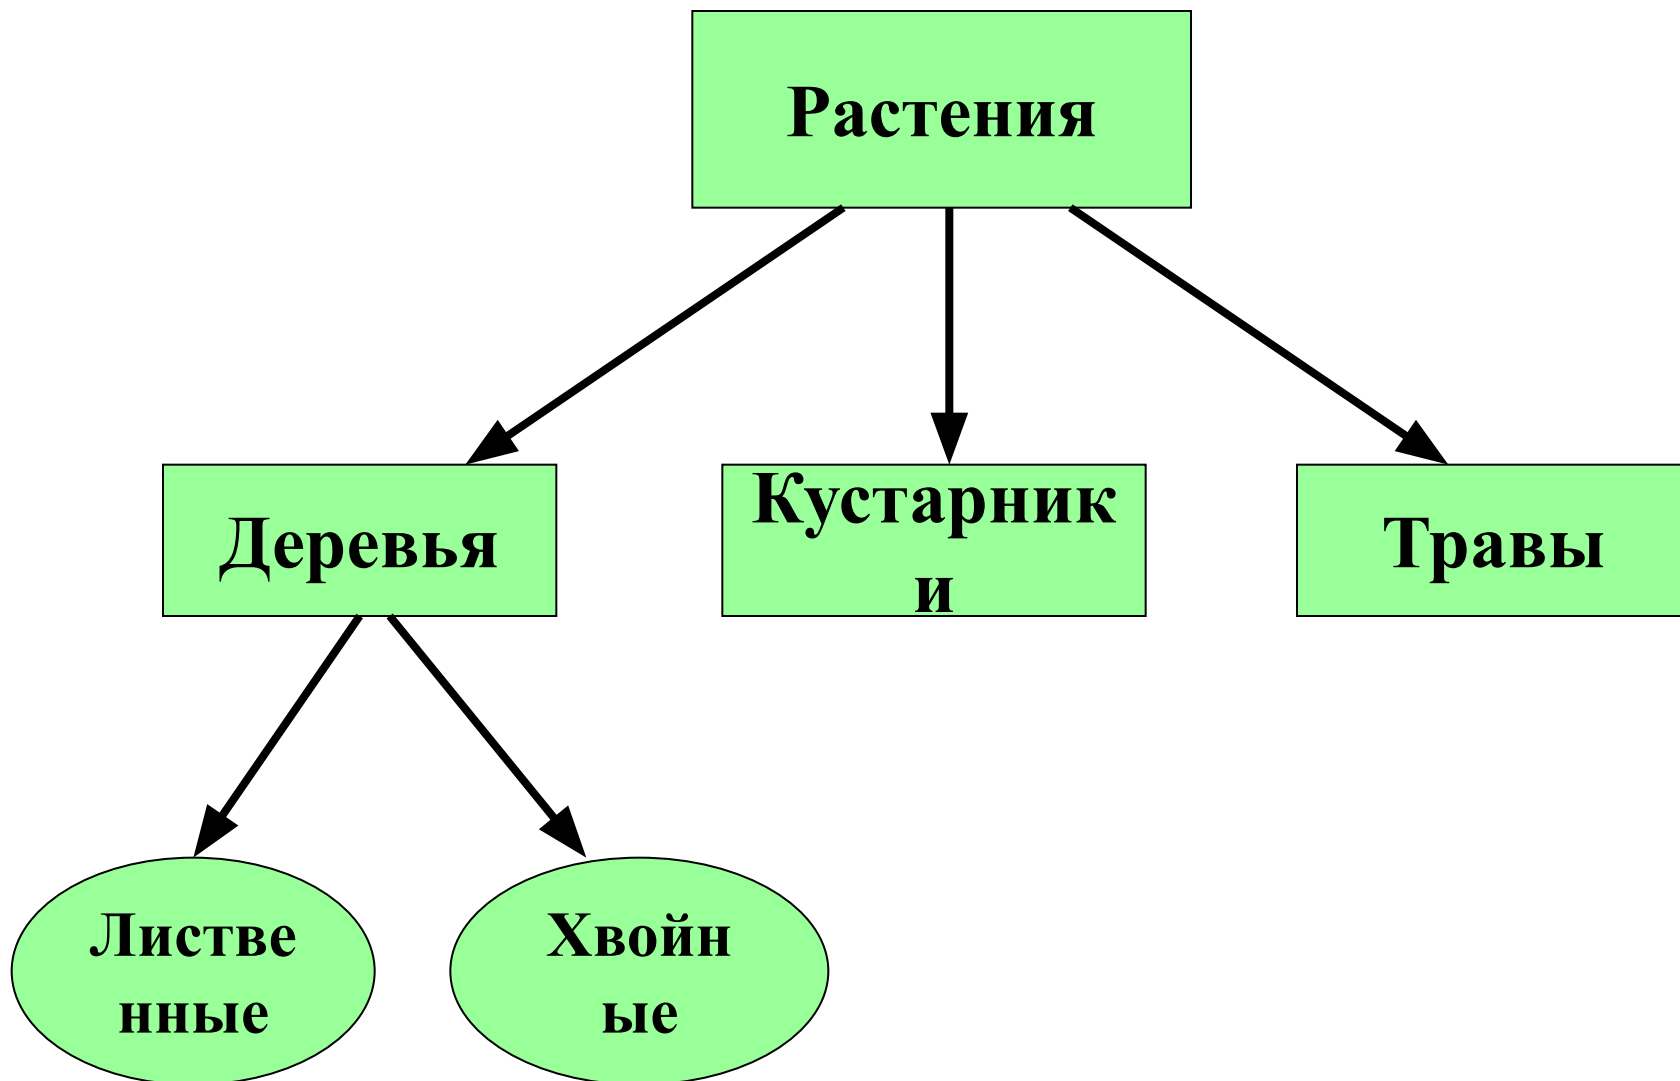 Растения
Деревья
Кустарник
и
Травы
Листве
нные
Хвойн
ые